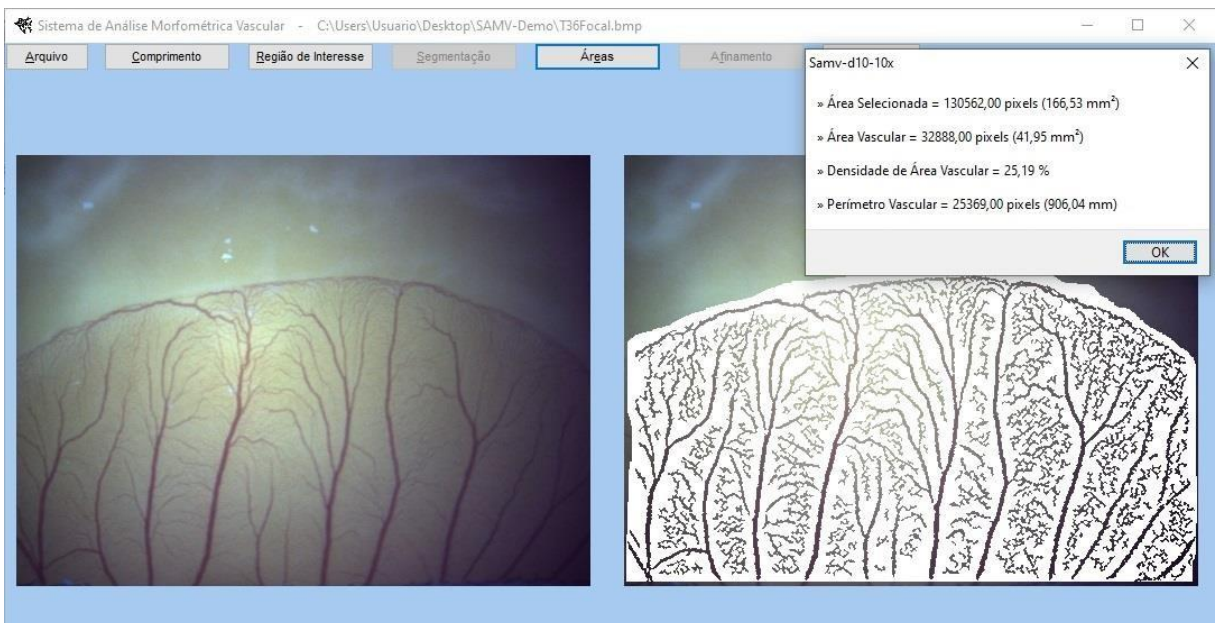 Sistema de Análise Morfométrica Vascular - C:\Users\Usuario\Desktop\SAMV-Demo\T36Focal.bmp
Arquivo
Comprimento
Região de Interesse
Segmentação
Áreas
Afinamento
Samv-d10-10x
» Área Selecionada = 130562,00 pixels (166,53 mm²)
» Área Vascular = 32888,00 pixels (41,95 mm²)
» Densidade de Área Vascular = 25,19 %
» Perímetro Vascular = 25369,00 pixels (906,04 mm)
OK